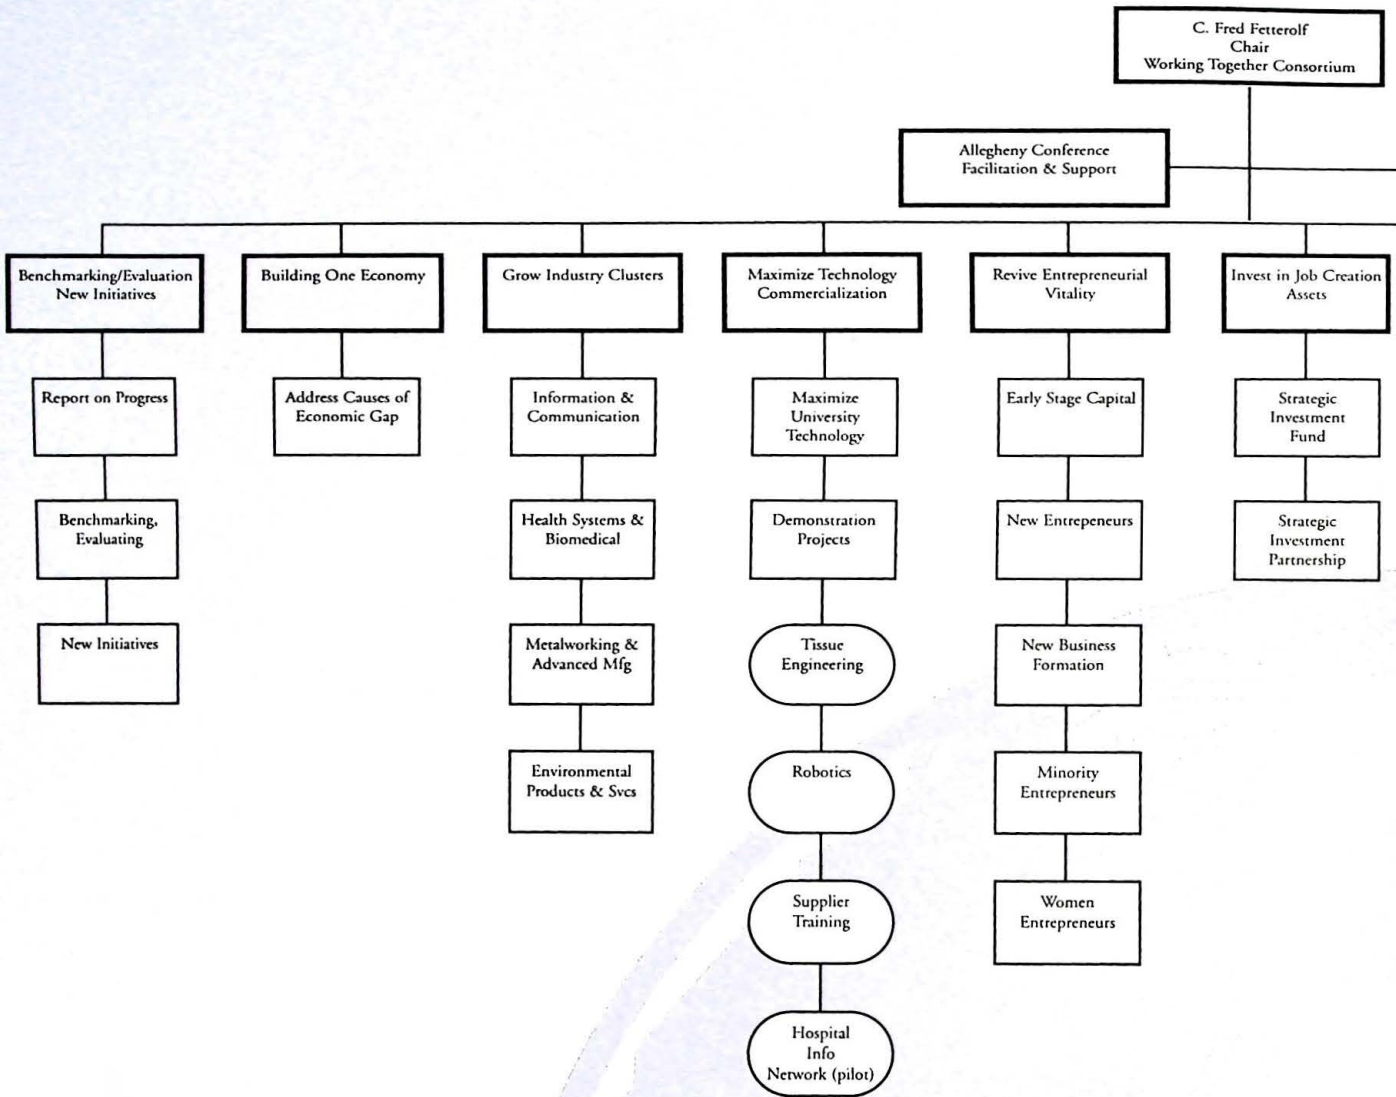 C. Fred Fetterolf
Chair
Working Together Consortium
Allegheny Conference
Facilitation & Support
Benchmarking/Evaluation
New Initiatives
Building One Economy
Grow Industry Clusters
Maximize Technology
Commercialization
Revive Entrepreneurial
Vitality
Invest in Job Creation
Assets
Report on Progress
Benchmarking,
Evaluating
New Initiatives
Address Causes of
Economic Gap
Information &
Communication
Health Systems &
Biomedical
Metalworking &
Advanced Mfg
Environmental
Products & Svcs
Maximize
University
Technology
Demonstration
Projects
Tissue
Engineering
Robotics
Supplier
Training
Hospital
Info
Network (pilot)
Early Stage Capital
New Entrepeneurs
New Business
Formation
Minority
Entrepreneurs
Women
Entrepreneurs
Strategic
Investment
Fund
Strategic
Investment
Partnership